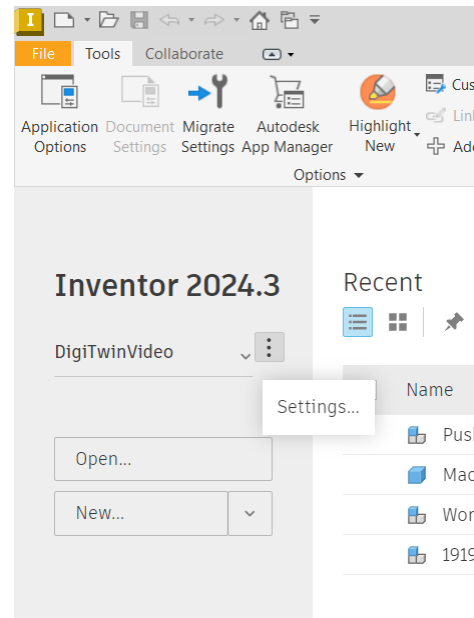 I
File Tools Collaborate
Application Options
Document Settings
Migrate Settings
Autodesk App Manager
Highlight New
Options
Inventor 2024.3
Recent
DigiTwinVideo
Settings...
Name
Open...
New...
1919